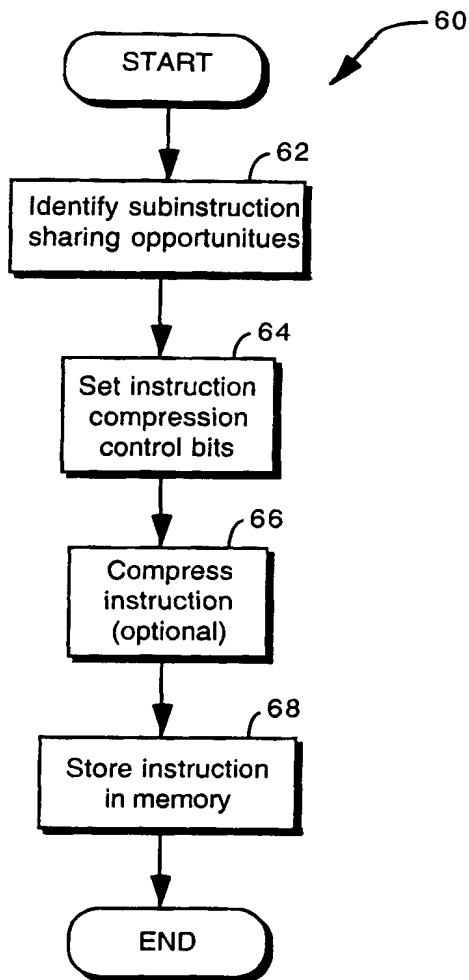 60
START
62
Identify subinstruction
sharing opportunitues
64
Set instruction
compression
control bits
66
Compress
instruction
(optional)
68
Store instruction
in memory
END